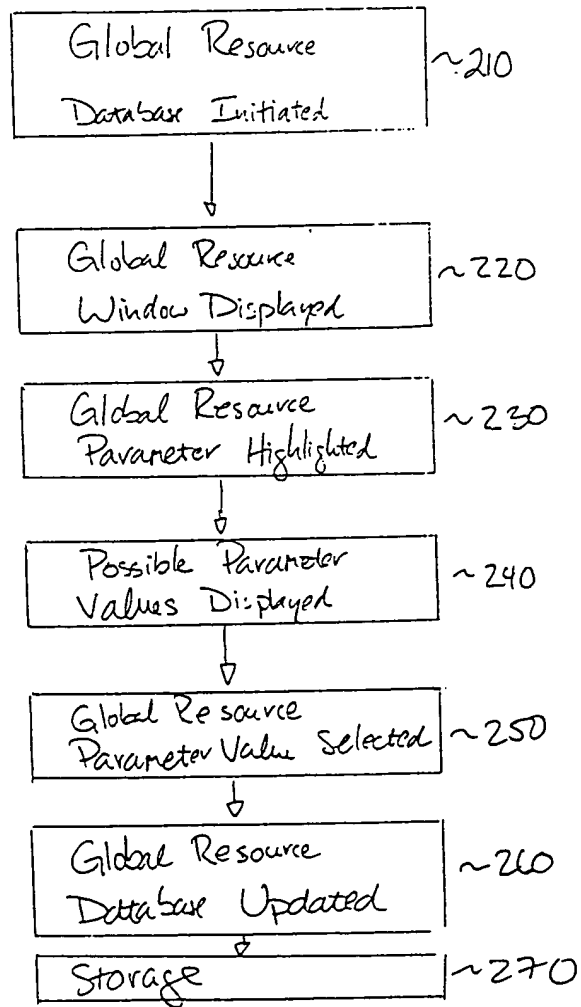 Global Resource
~210
Database Initiated
Global Resource
~220
Window Displayed
Global Resource
~230
Parameter Highlighted
Possible Parameter
~240
Values Displayed
Global Resource
Parameter Value Selected
~250
Global Resource
~260
Database Updated
Storage
~270